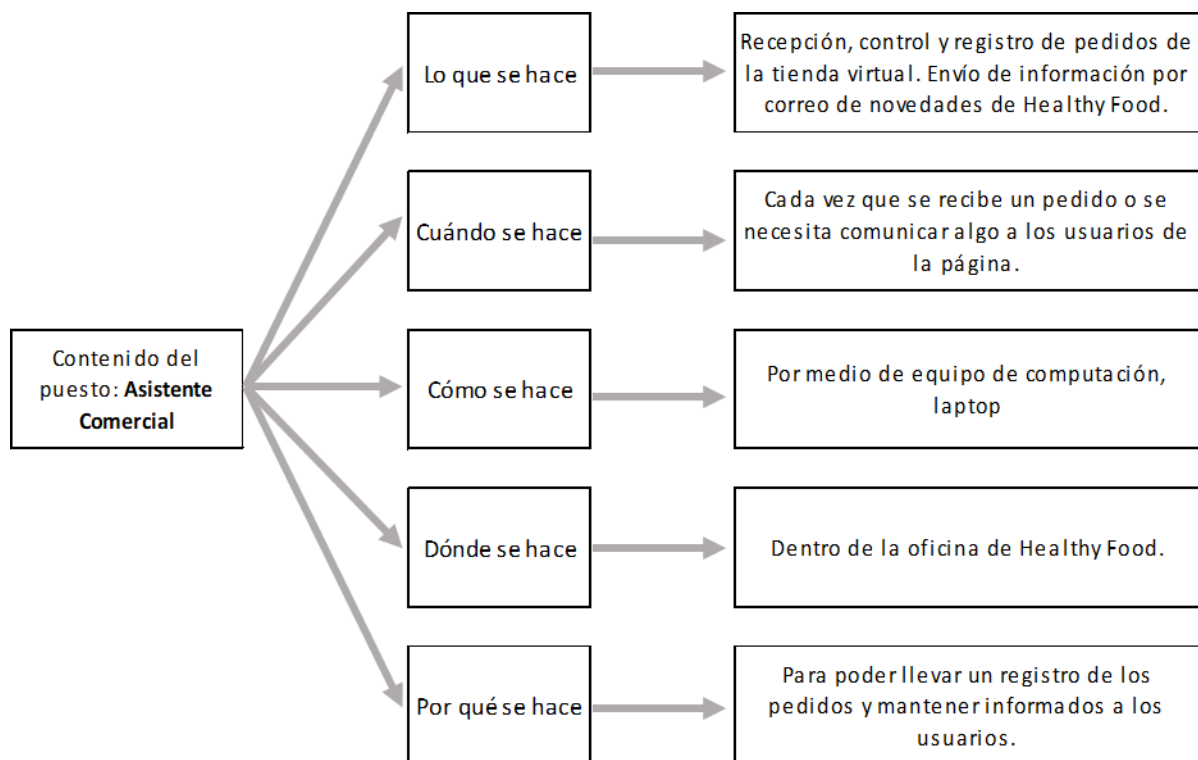 Lo que se hace
Recepción, control y registro de pedidos de
la tienda virtual. Envío de información por
correo de novedades de Healthy Food.
Cuándo se hace
Cada vez que se recibe un pedido o se
necesita comunicar algo a los usuarios de
la página.
Contenido del
puesto: Asistente
Comercial
Cómo se hace
Por medio de equipo de computación,
laptop
Dónde se hace
Dentro de la oficina de Healthy Food.
Por qué se hace
Para poder llevar un registro de los
pedidos y mantener informados a los
usuarios.